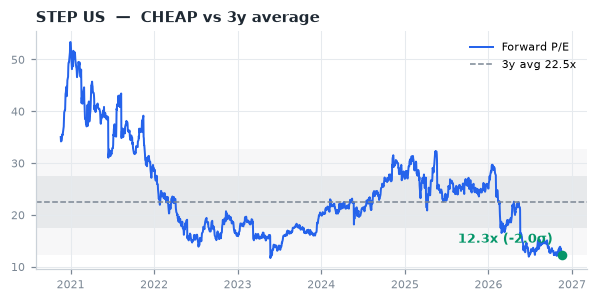 STEP US — CHEAP vs 3y average
Forward P/E
3y avg 22.5x
50
40
30
20
10
12.3x (-2.0σ)
2021 2022 2023 2024 2025 2026 2027